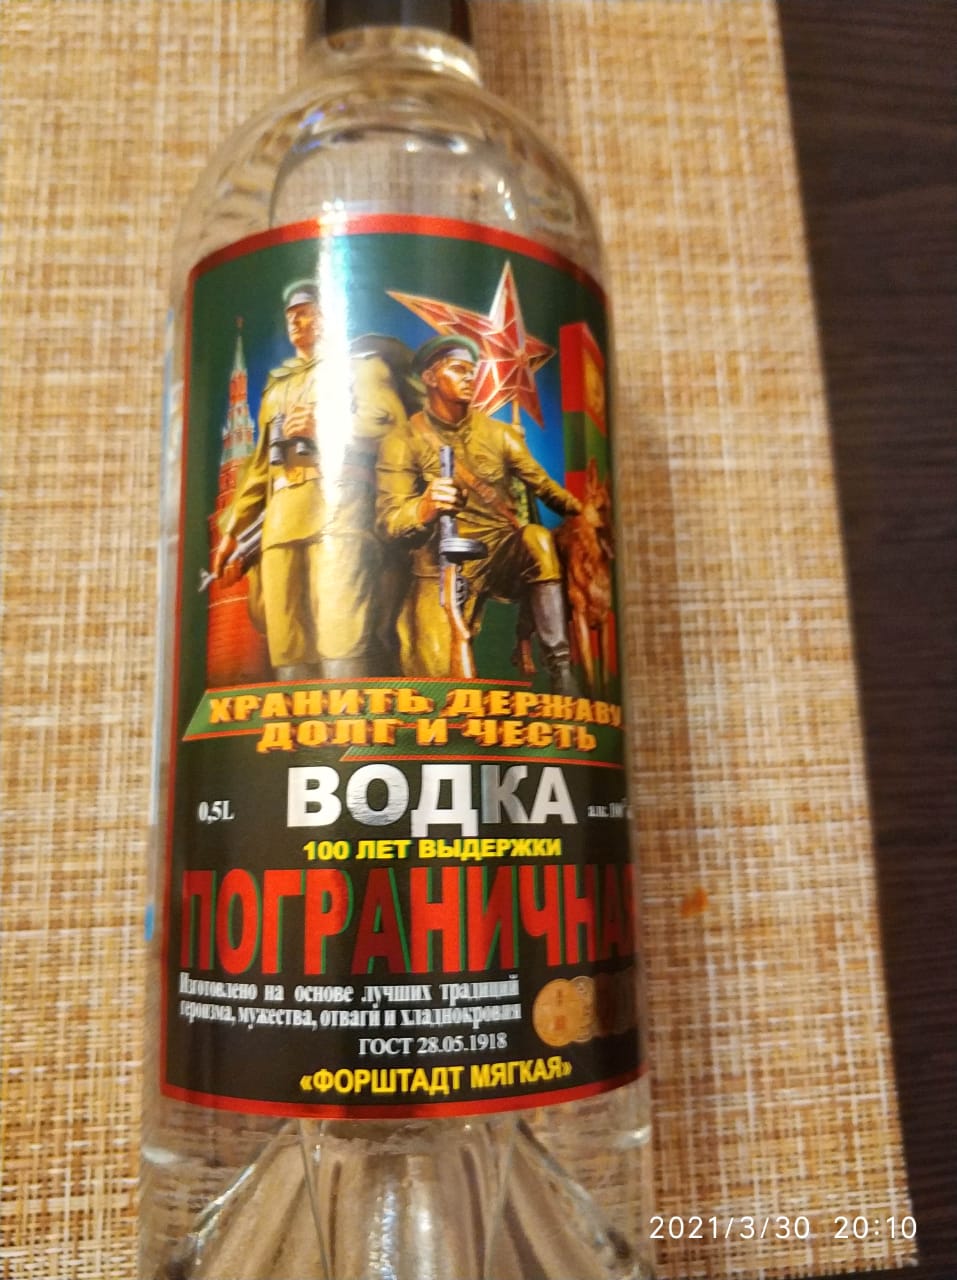 ХРАНИТЬ ДЕРЖАВУ
ДОЛГ И ЧЕСТЬ
0,5L
ВОДКА
100 ЛЕТ ВЫДЕРЖКИ
"ПОГРАНИЧНАЯ
Изготовлено на основе лучших традиций
героизма, мужества, отваги и хладнокровия
ГОСТ 28.05.1918
«ФОРШТАДТ МЯГКАЯ»
2021/3/30 20:10